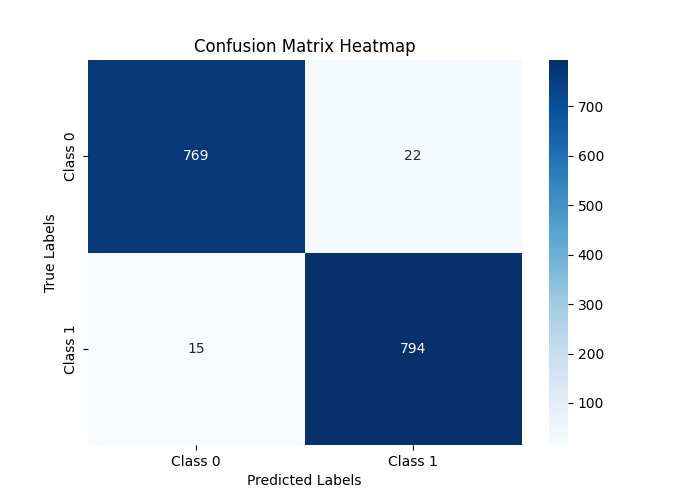 Confusion Matrix Heatmap
Class 0
769
22
700
600
500
400
300
200
100
True Labels
Class 1
15
794
Class 0
Class 1
Predicted Labels